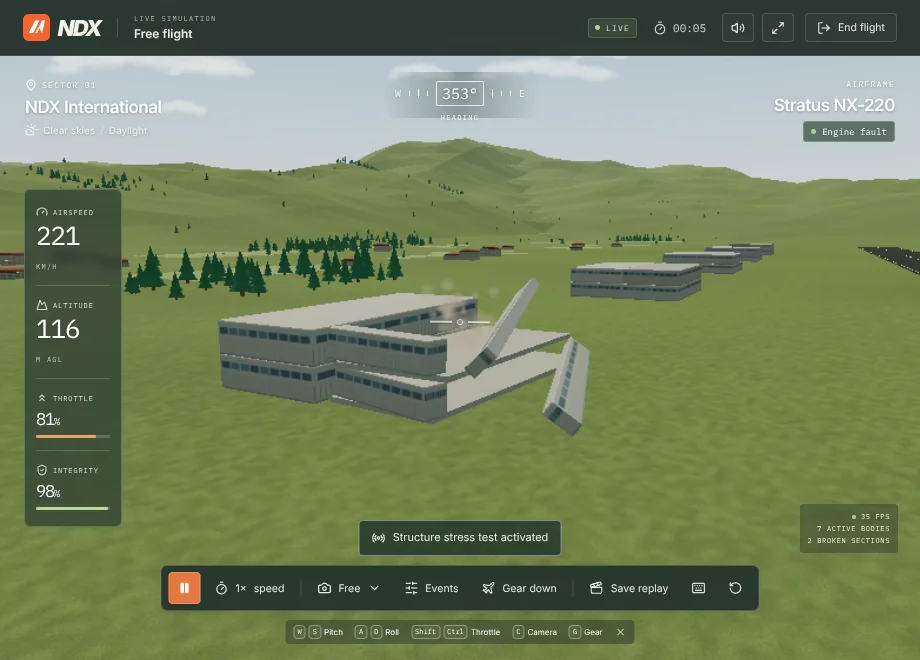 NDX
LIVE SIMULATION
Free flight
LIVE
00:05
End flight
SECTOR 01
NDX International
Clear skies / Daylight
W
353°
E
HEADING
AIRFRAME
Stratus NX-220
Engine fault
AIRSPEED
221
KM/H
ALTITUDE
116
M AGL
THROTTLE
81%
INTEGRITY
98%
35 FPS
7 ACTIVE BODIES
2 BROKEN SECTIONS
Structure stress test activated
1× speed
Free
Events
Gear down
Save replay
W S Pitch A D Roll Shift Ctrl Throttle C Camera G Gear